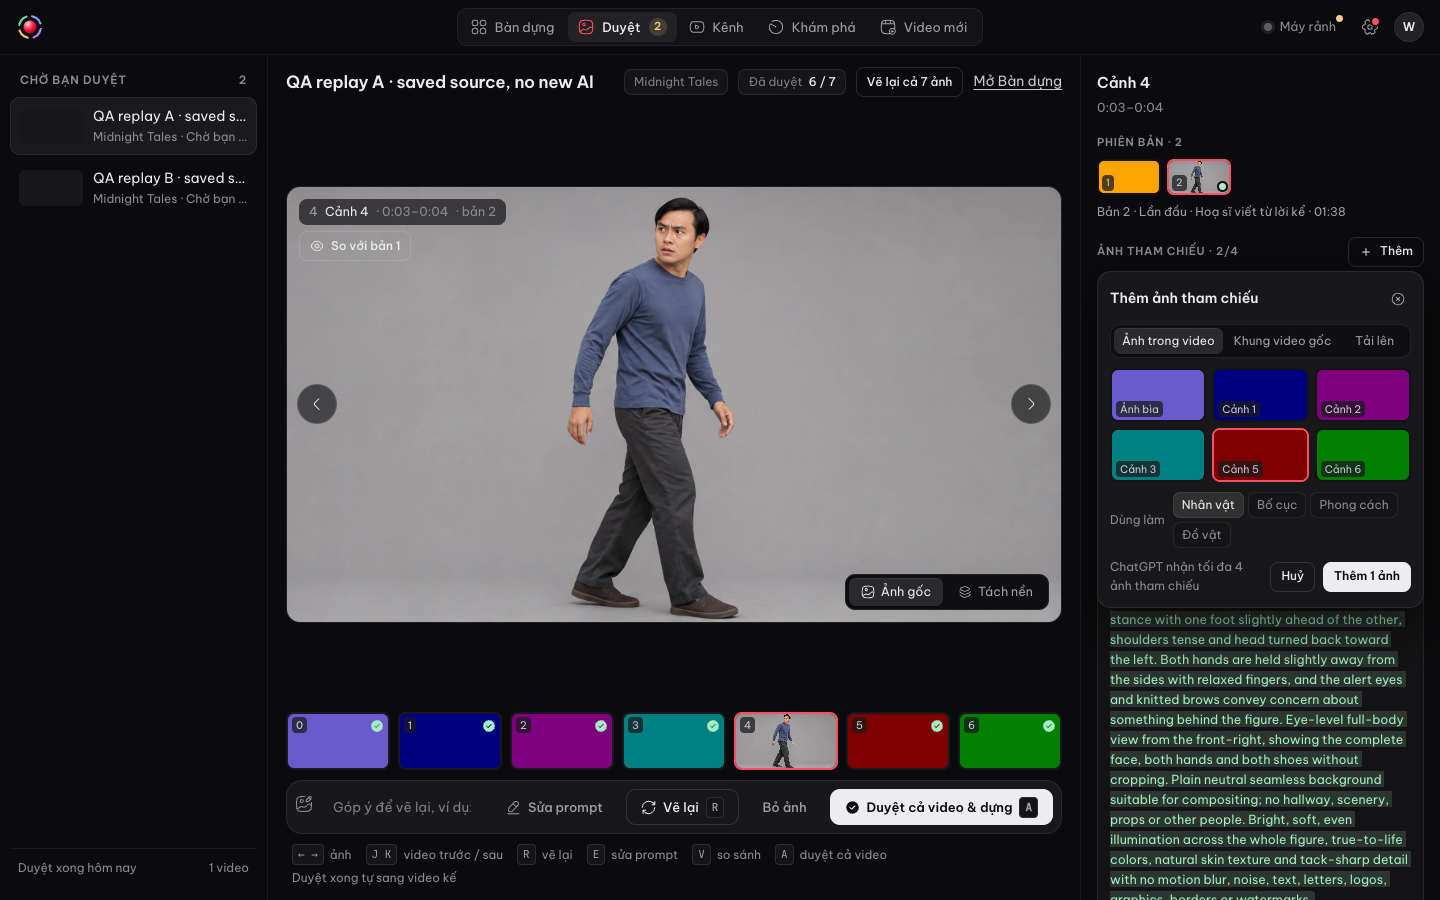 Bàn dựng
Duyệt 2
Kênh
Khám phá
Video mới
Máy rảnh
W
CHỜ BẠN DUYỆT 2
QA replay A · saved s...
Midnight Tales · Chờ bạn ...
QA replay B · saved s...
Midnight Tales · Chờ bạn ...
Duyệt xong hôm nay 1 video
QA replay A · saved source, no new AI
Midnight Tales
Đã duyệt 6 / 7
Vẽ lại cả 7 ảnh
Mở Bàn dựng
4 Cảnh 4 · 0:03–0:04 · bản 2
So với bản 1
Ảnh gốc
Tách nền
0
1
2
3
4
5
6
Góp ý để vẽ lại, ví dụ:
Sửa prompt
Vẽ lại R
Bỏ ảnh
Duyệt cả video & dựng A
← → ảnh
J K video trước / sau
R vẽ lại
E sửa prompt
V so sánh
A duyệt cả video
Duyệt xong tự sang video kế
Cảnh 4
0:03–0:04
PHIÊN BẢN · 2
1
2
Bản 2 · Lần đầu · Hoạ sĩ viết từ lời kể · 01:38
ẢNH THAM CHIẾU · 2/4
+ Thêm
Thêm ảnh tham chiếu
Ảnh trong video
Khung video gốc
Tải lên
Ảnh bìa
Cảnh 1
Cảnh 2
Cảnh 3
Cảnh 5
Cảnh 6
Dùng làm
Nhân vật
Bố cục
Phong cách
Đồ vật
ChatGPT nhận tối đa 4
ảnh tham chiếu
Huỷ
Thêm 1 ảnh
stance with one foot slightly ahead of the other,
shoulders tense and head turned back toward
the left. Both hands are held slightly away from
the sides with relaxed fingers, and the alert eyes
and knitted brows convey concern about
something behind the figure. Eye-level full-body
view from the front-right, showing the complete
face, both hands and both shoes without
cropping. Plain neutral seamless background
suitable for compositing; no hallway, scenery,
props or other people. Bright, soft, even
illumination across the whole figure, true-to-life
colors, natural skin texture and tack-sharp detail
with no motion blur, noise, text, letters, logos,
graphics, borders or watermarks.